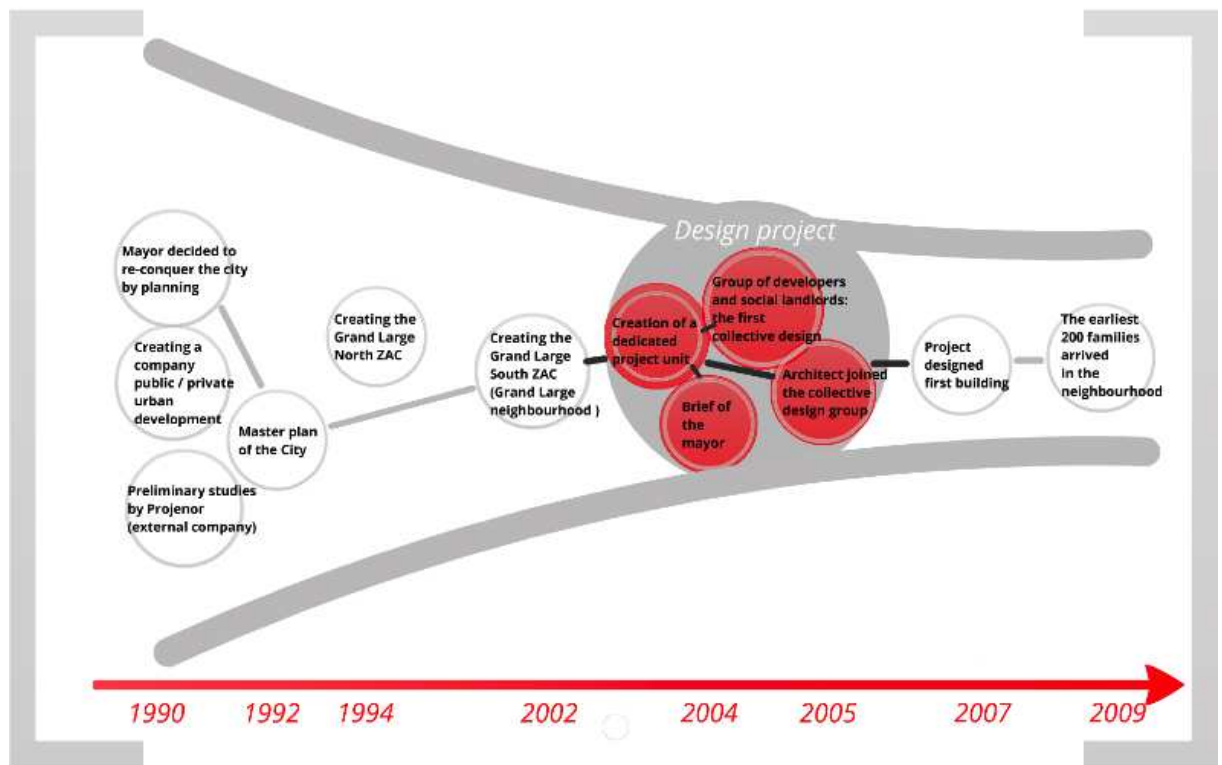 Design project
Mayor decided to
re-conquer the city
by planning
Creating a
company
public / private
urban
development
Preliminary studies
by Projenor
(external company)
Master plan
of the City
Creating the
Grand Large
North ZAC
Creating the
Grand Large
South ZAC
(Grand Large
neighbourhood )
Creation of a
dedicated
project unit
Group of developers
and social landlords:
the first
collective design
Brief of
the
mayor
Architect joined
the collective
design group
Project
designed
first building
The earliest
200 families
arrived
in the
neighbourhood
1990
1992
1994
2002
2004
2005
2007
2009